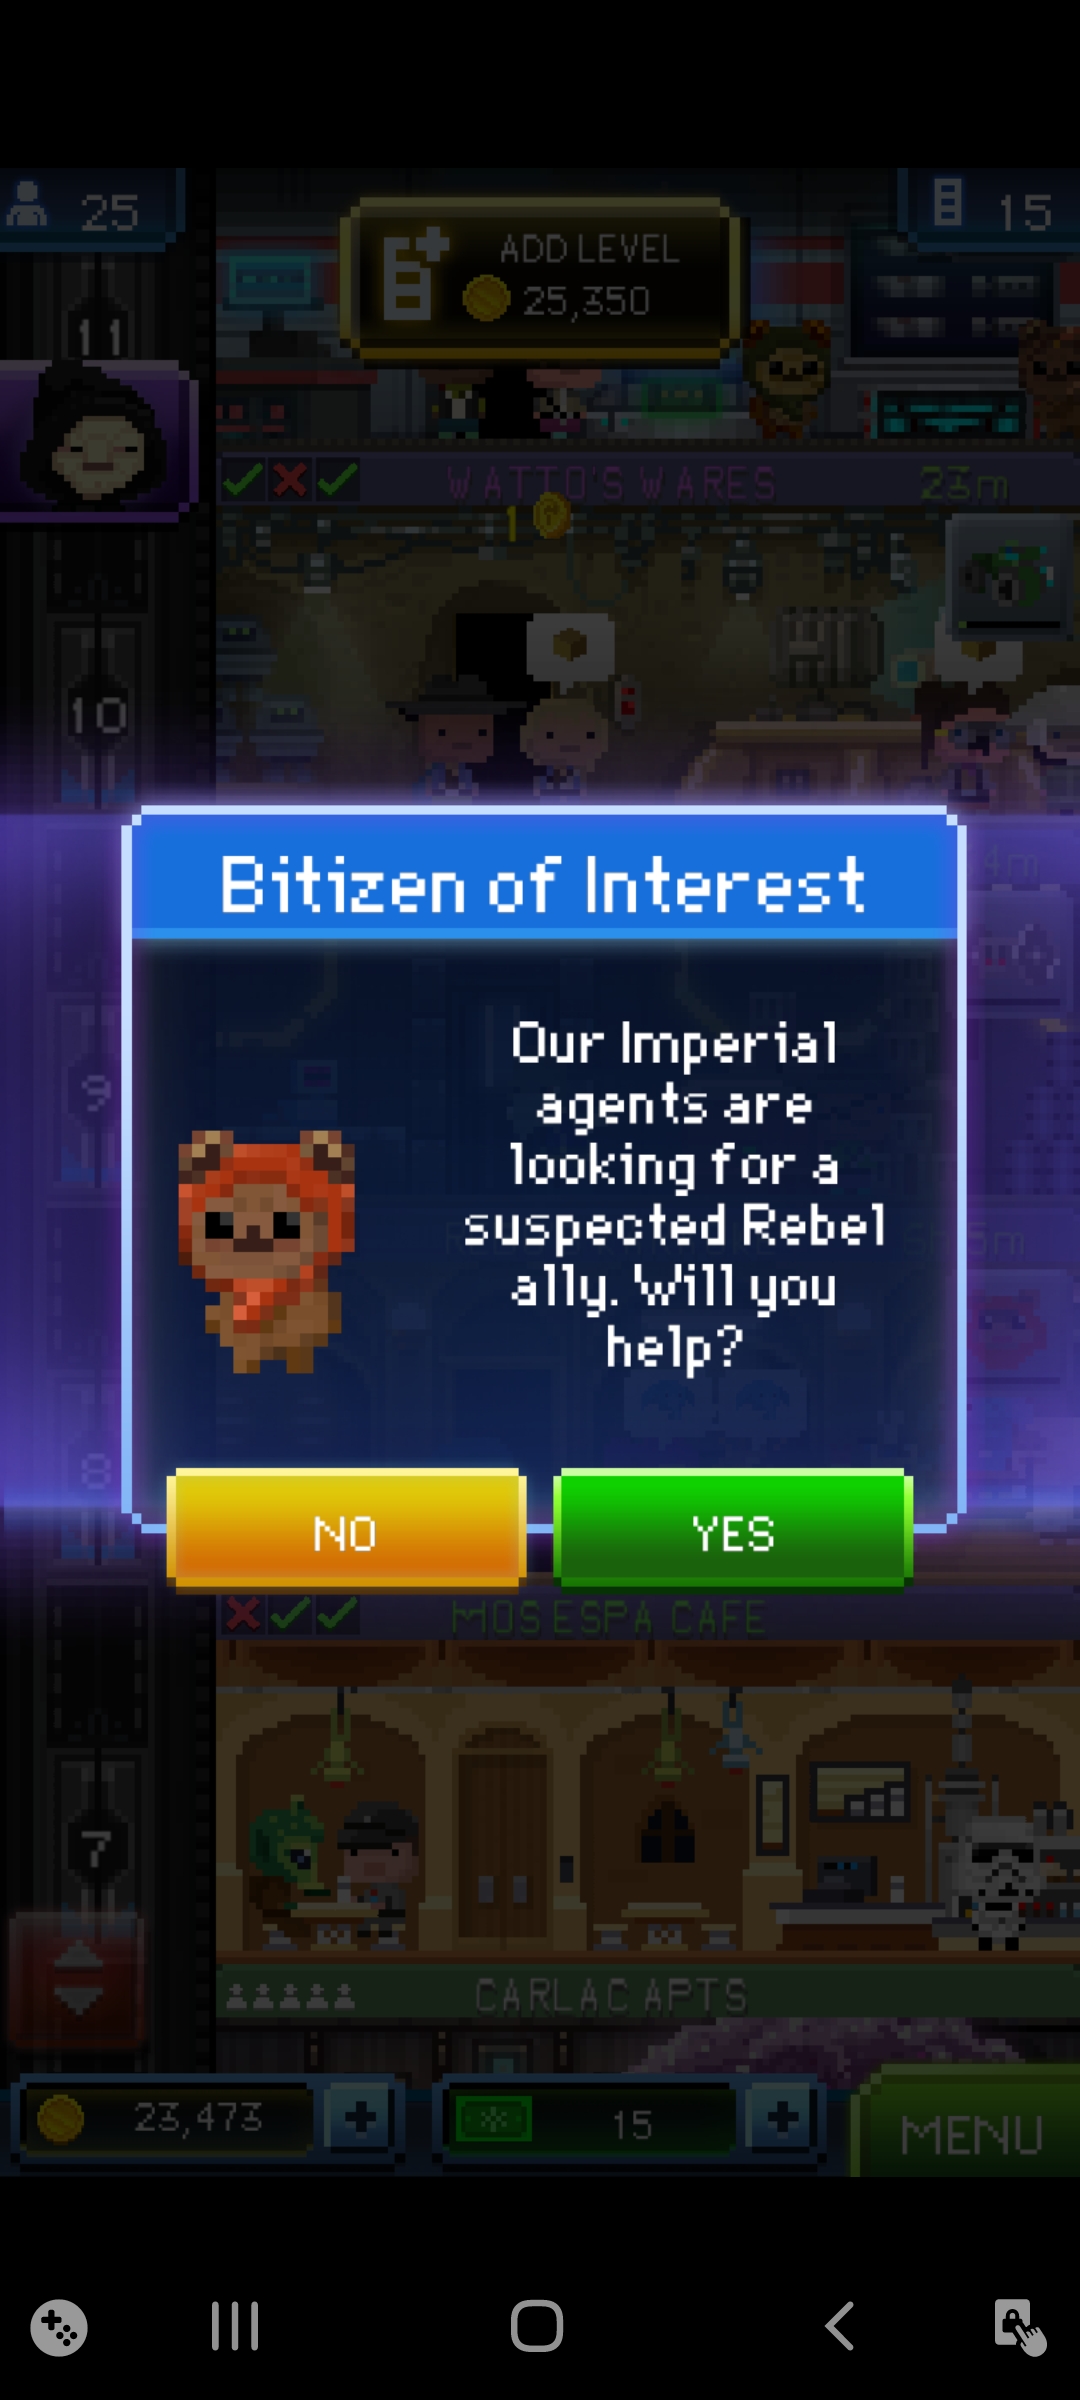 25
15
ADD LEVEL
25,350
11
WATTO'S WARES
23m
1
10
Bitizen of Interest
4m
Our Imperial
agents are
looking for a
suspected Rebel
ally. Will you
help?
9
5m
8
NO
YES
MOS ESPA CAFE
7
CARLAC APTS
23,473
15
MENU